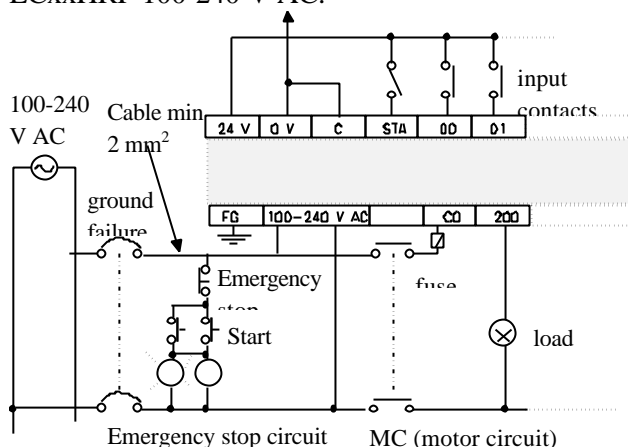 100-240 V AC.
100-240
V AC
Cable min
2 mm²
input
contacts
24 V 0 V C STA 00 01
ground
failure
FG 100-240 V AC C0 200
Emergency
stop
fuse
Start
load
Emergency stop circuit MC (motor circuit)